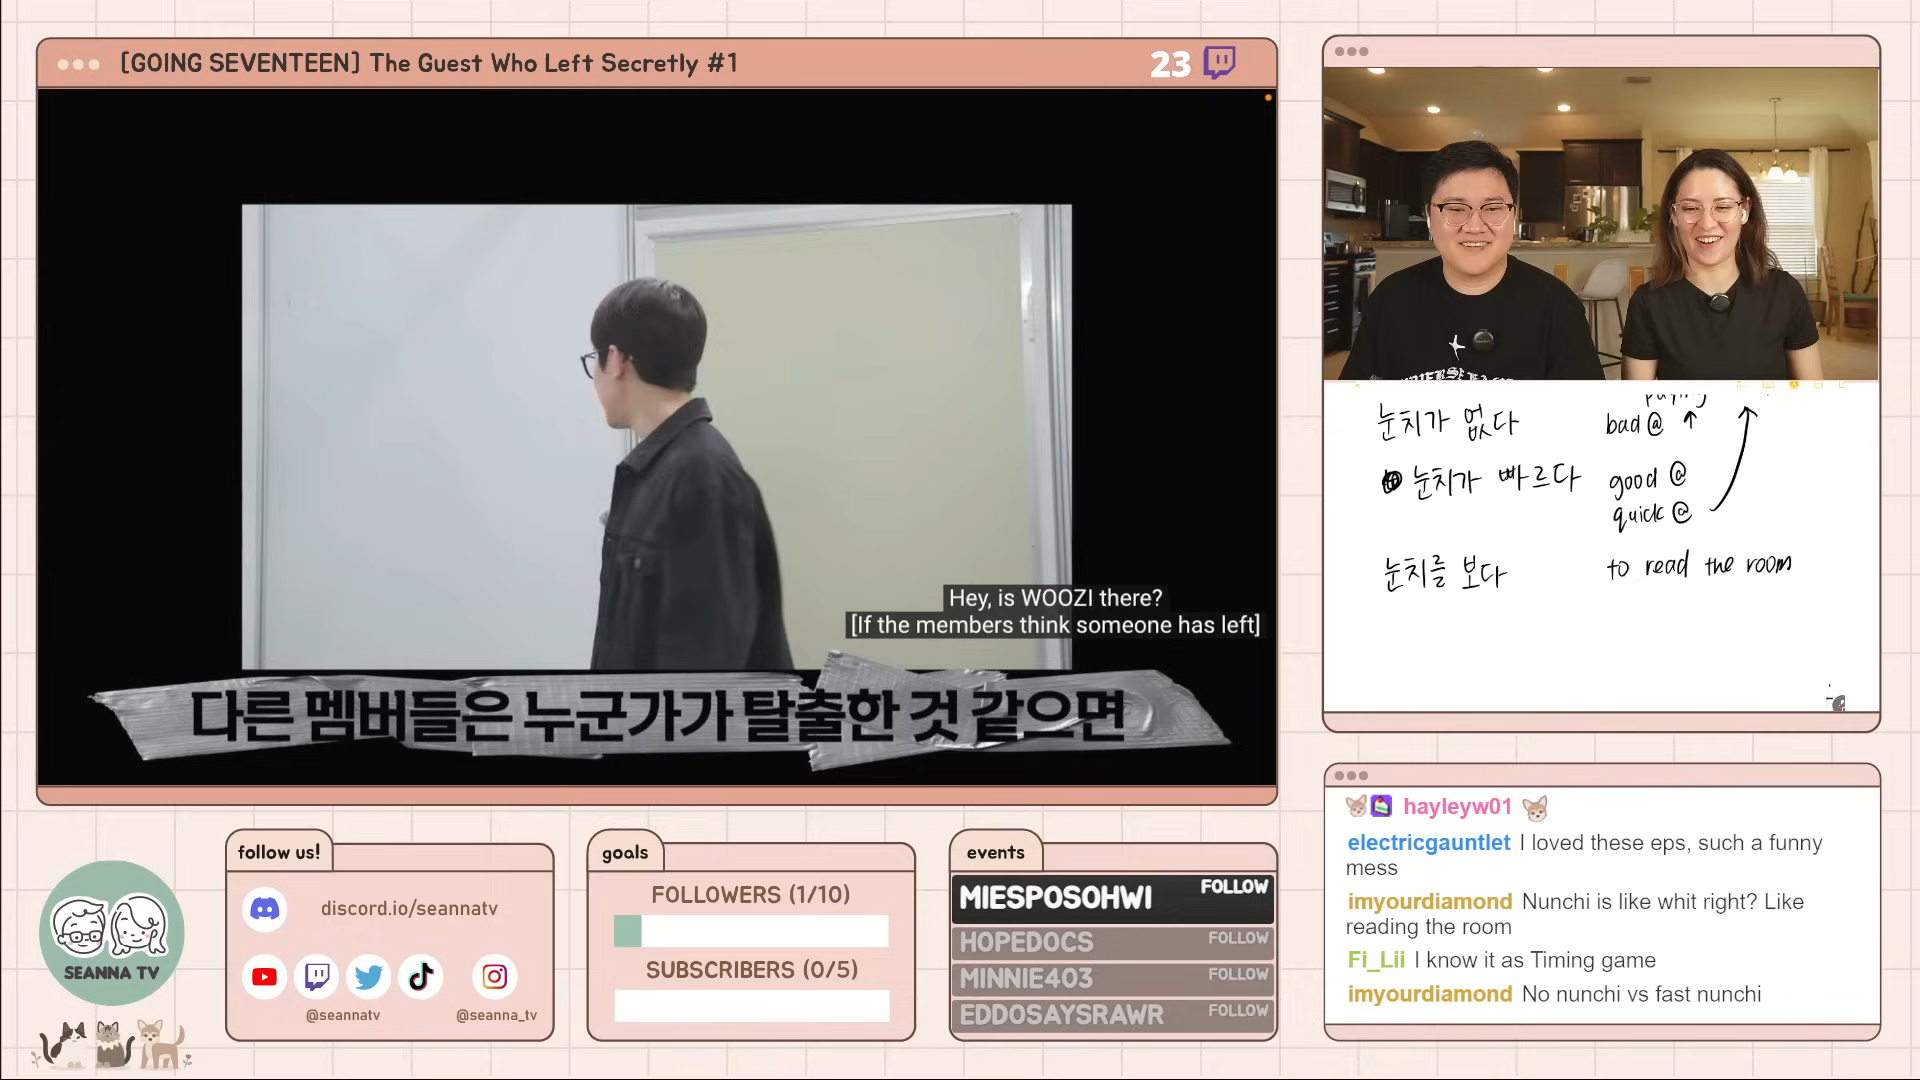 [GOING SEVENTEEN] The Guest Who Left Secretly #1
23
Hey, is WOOZI there?
[If the members think someone has left]
다른 멤버들은 누군가가 탈출한 것 같으면
눈치가 없다
bad @ ↑
눈치가 빠르다
good @
quick @
눈치를 보다
to read the room
hayleyw01
electricgauntlet I loved these eps, such a funny
mess
imyourdiamond Nunchi is like whit right? Like
reading the room
Fi_Lii I know it as Timing game
imyourdiamond No nunchi vs fast nunchi
SEANNA TV
follow us!
discord.io/seannatv
@seannatv
@seanna_tv
goals
FOLLOWERS (1/10)
SUBSCRIBERS (0/5)
events
MIESPOSOHWI FOLLOW
HOPEDOCS FOLLOW
MINNIE403 FOLLOW
EDDOSAYSRAWR FOLLOW